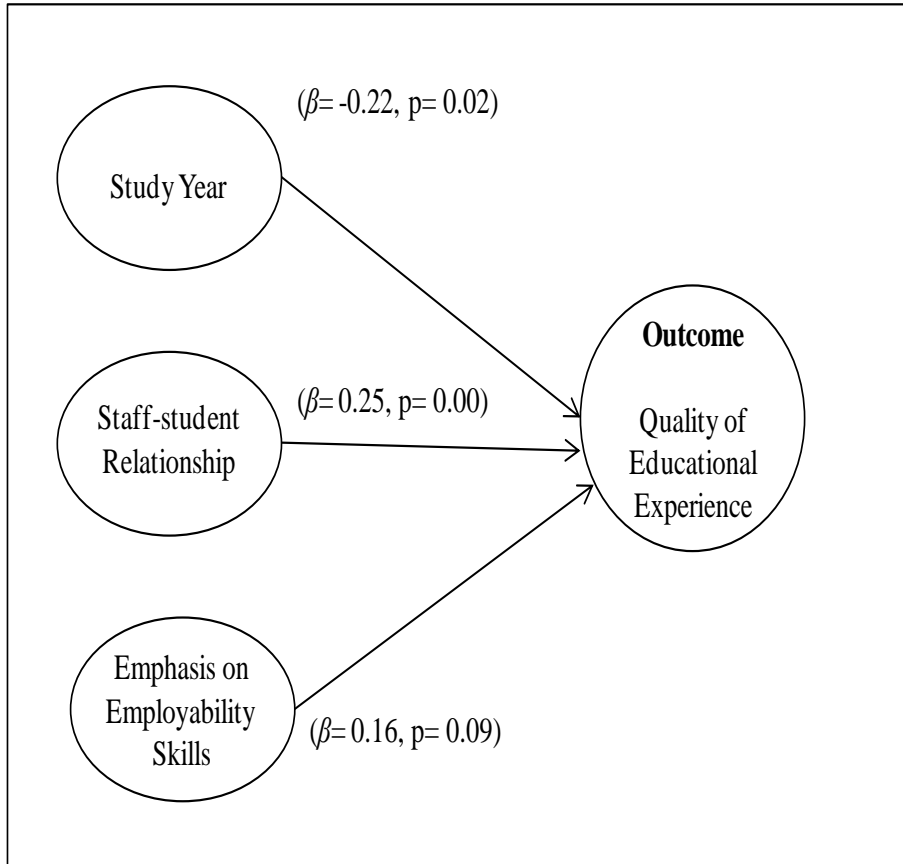 (β= -0.22, p= 0.02)
Study Year
Outcome
Quality of
Educational
Experience
(β= 0.25, p= 0.00)
Staff-student
Relationship
Emphasis on
Employability
Skills
(β= 0.16, p= 0.09)